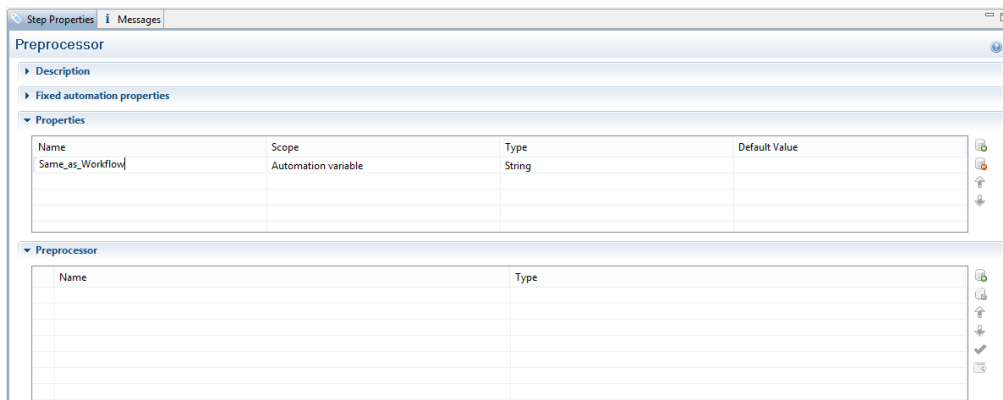 Step Properties i Messages
Preprocessor
Description
Fixed automation properties
Properties
Name Scope Type Default Value
Same_as_Workflow Automation variable String
Preprocessor
Name Type